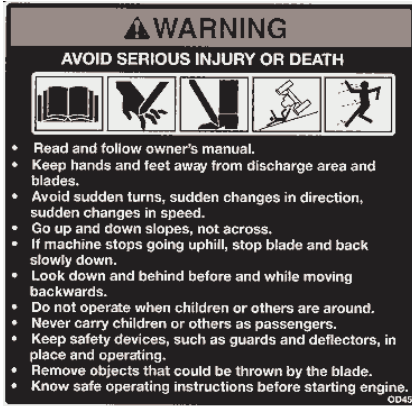 WARNING
AVOID SERIOUS INJURY OR DEATH
• Read and follow owner's manual.
• Keep hands and feet away from discharge area and
blades.
• Avoid sudden turns, sudden changes in direction,
sudden changes in speed.
• Go up and down slopes, not across.
• If machine stops going uphill, stop blade and back
slowly down.
• Look down and behind before and while moving
backwards.
• Do not operate when children or others are around.
• Never carry children or others as passengers.
• Keep safety devices, such as guards and deflectors, in
place and operating.
• Remove objects that could be thrown by the blade.
• Know safe operating instructions before starting engine.
OD45